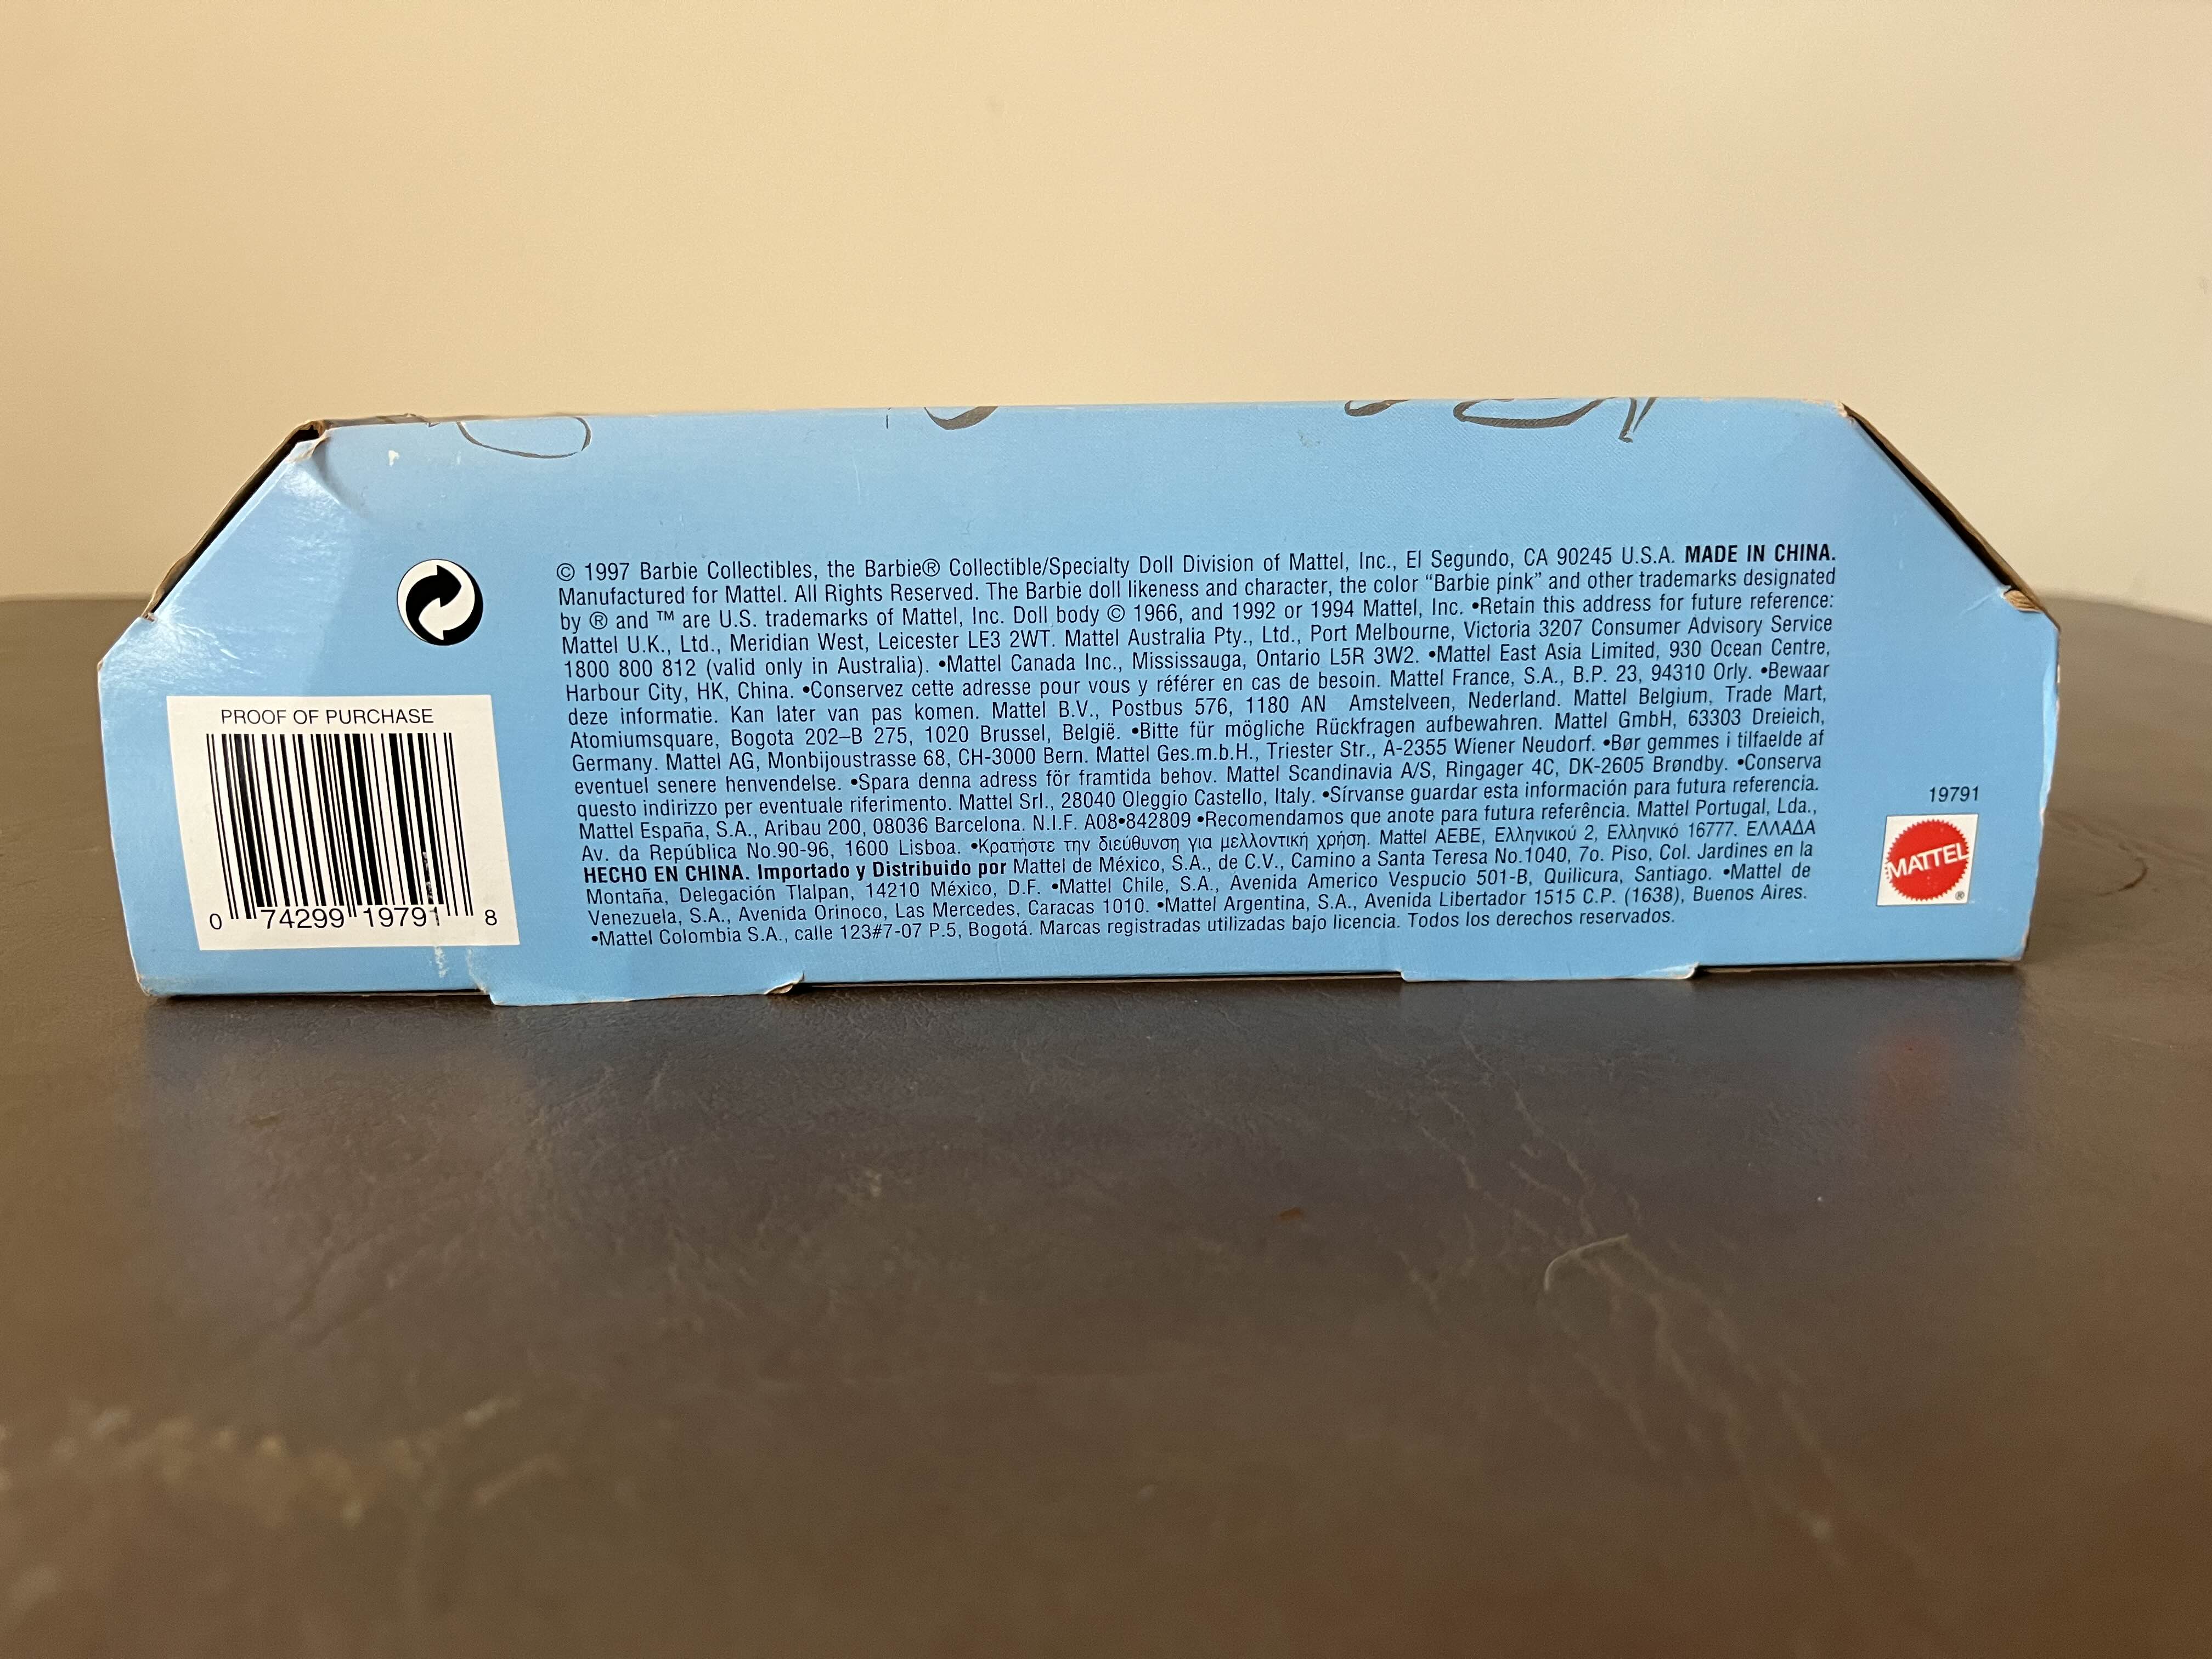 © 1997 Barbie Collectibles, the Barbie® Collectible/Specialty Doll Division of Mattel, Inc., El Segundo, CA 90245 U.S.A. MADE IN CHINA.
Manufactured for Mattel. All Rights Reserved. The Barbie doll likeness and character, the color “Barbie pink” and other trademarks designated
by ® and ™ are U.S. trademarks of Mattel, Inc. Doll body © 1966, and 1992 or 1994 Mattel, Inc. •Retain this address for future reference:
Mattel U.K., Ltd., Meridian West, Leicester LE3 2WT. Mattel Australia Pty., Ltd., Port Melbourne, Victoria 3207 Consumer Advisory Service
1800 800 812 (valid only in Australia). •Mattel Canada Inc., Mississauga, Ontario L5R 3W2. •Mattel East Asia Limited, 930 Ocean Centre,
Harbour City, HK, China. •Conservez cette adresse pour vous y référer en cas de besoin. Mattel France, S.A., B.P. 23, 94310 Orly. •Bewaar
deze informatie. Kan later van pas komen. Mattel B.V., Postbus 576, 1180 AN Amstelveen, Nederland. Mattel Belgium, Trade Mart,
Atomiumsquare, Bogota 202–B 275, 1020 Brussel, België. •Bitte für mögliche Rückfragen aufbewahren. Mattel GmbH, 63303 Dreieich,
Germany. Mattel AG, Monbijoustrasse 68, CH-3000 Bern. Mattel Ges.m.b.H., Triester Str., A-2355 Wiener Neudorf. •Bør gemmes i tilfaelde af
eventuel senere henvendelse. •Spara denna adress för framtida behov. Mattel Scandinavia A/S, Ringager 4C, DK-2605 Brøndby. •Conserva
questo indirizzo per eventuale riferimento. Mattel Srl., 28040 Oleggio Castello, Italy. •Sírvanse guardar esta información para futura referencia.
Mattel España, S.A., Aribau 200, 08036 Barcelona. N.I.F. A08•842809 •Recomendamos que anote para futura referência. Mattel Portugal, Lda.,
Av. da República No.90-96, 1600 Lisboa. •Κρατήστε την διεύθυνση για μελλοντική χρήση. Mattel AEBE, Ελληνικού 2, Ελληνικό 16777. ΕΛΛΑΔΑ
HECHO EN CHINA. Importado y Distribuido por Mattel de México, S.A., de C.V., Camino a Santa Teresa No.1040, 7o. Piso, Col. Jardines en la
Montaña, Delegación Tlalpan, 14210 México, D.F. •Mattel Chile, S.A., Avenida Americo Vespucio 501-B, Quilicura, Santiago. •Mattel de
Venezuela, S.A., Avenida Orinoco, Las Mercedes, Caracas 1010. •Mattel Argentina, S.A., Avenida Libertador 1515 C.P. (1638), Buenos Aires.
•Mattel Colombia S.A., calle 123#7-07 P.5, Bogotá. Marcas registradas utilizadas bajo licencia. Todos los derechos reservados.
PROOF OF PURCHASE
0 74299 19791 8
19791
MATTEL
®